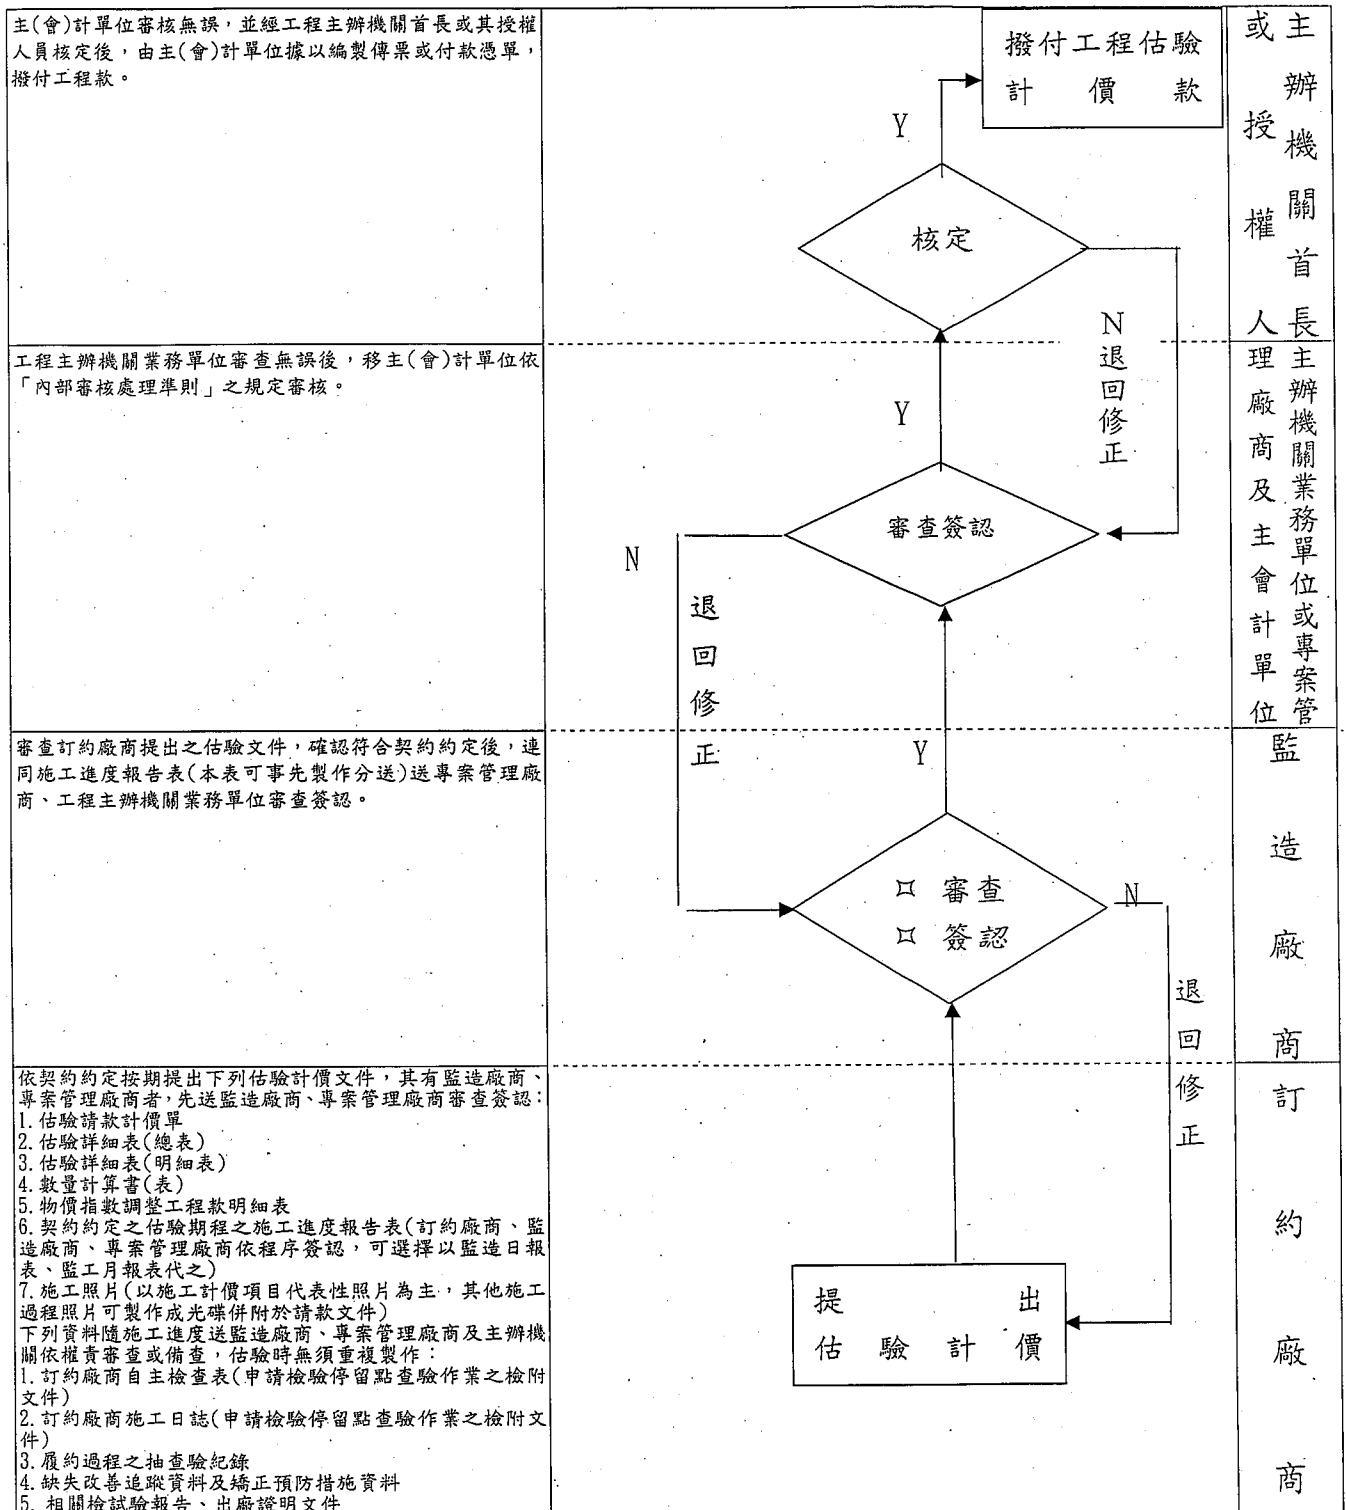 主(會)計單位審核無誤，並經工程主辦機關首長或其授權
人員核定後，由主(會)計單位據以編製傳票或付款憑單，
撥付工程款。
撥付工程估驗
計價款
Y
核定
N
退回修正
主辦機關首長
或授權人
工程主辦機關業務單位審查無誤後，移主(會)計單位依
「內部審核處理準則」之規定審核。
Y
審查簽認
N
退回修正
主辦機關業務單位或專案管
理廠商及主會計單位
審查訂約廠商提出之估驗文件，確認符合契約約定後，連
同施工進度報告表(本表可事先製作分送)送專案管理廠
商、工程主辦機關業務單位審查簽認。
Y
審查
簽認
N
退回修正
監造廠商
依契約約定按期提出下列估驗計價文件，其有監造廠商、
專案管理廠商者，先送監造廠商、專案管理廠商審查簽認：
1.估驗請款計價單
2.估驗詳細表(總表)
3.估驗詳細表(明細表)
4.數量計算書(表)
5.物價指數調整工程款明細表
6.契約約定之估驗期程之施工進度報告表(訂約廠商、監
造廠商、專案管理廠商依程序簽認，可選擇以監造日報
表、監工月報表代之)
7.施工照片(以施工計價項目代表性照片為主，其他施工
過程照片可製作成光碟併附於請款文件)
下列資料隨施工進度送監造廠商、專案管理廠商及主辦機
關依權責審查或備查，估驗時無須重複製作：
1.訂約廠商自主檢查表(申請檢驗停留點查驗作業之檢附
文件)
2.訂約廠商施工日誌(申請檢驗停留點查驗作業之檢附文
件)
3.履約過程之抽查驗紀錄
4.缺失改善追蹤資料及矯正預防措施資料
5.相關檢試驗報告、出廠證明文件
提出
估驗計價
訂約廠商